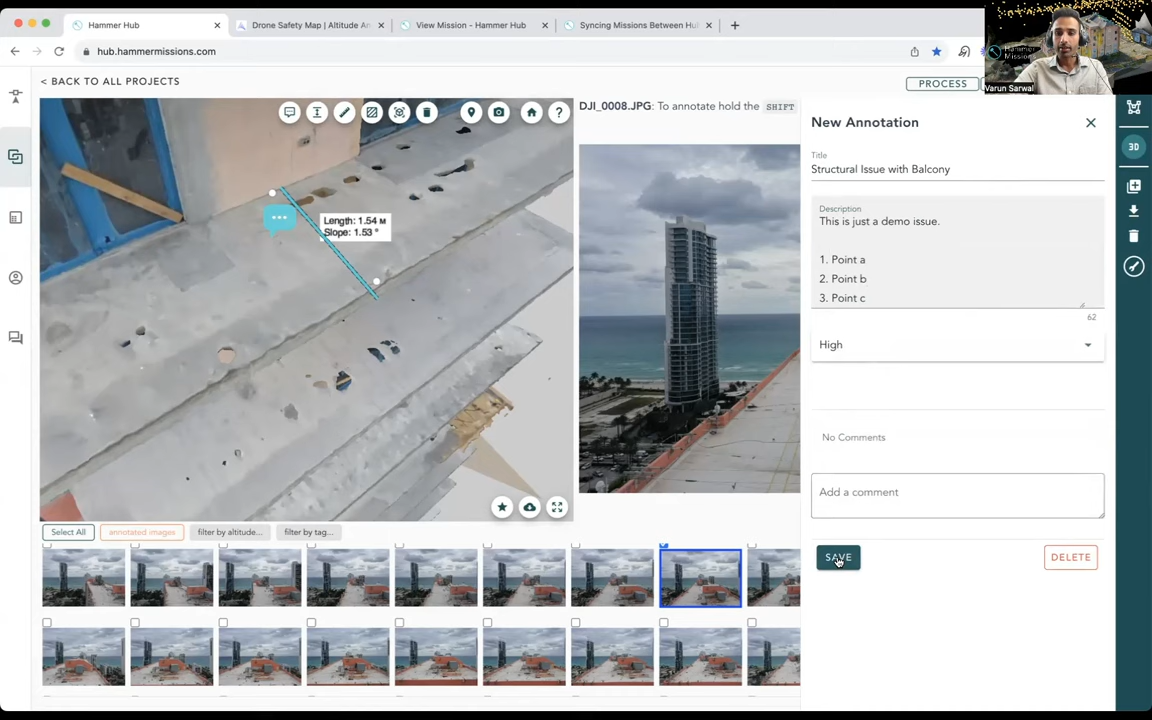 Hammer Hub
Drone Safety Map | Altitude An
View Mission - Hammer Hub
Syncing Missions Between Hu
hub.hammermissions.com
Hammer
Missions
Varun Sarwal
< BACK TO ALL PROJECTS
PROCESS
DJI_0008.JPG: To annotate hold the SHIFT
?
Length: 1.54 M
Slope: 1.53 °
New Annotation
Title
Structural Issue with Balcony
Description
This is just a demo issue.
1. Point a
2. Point b
3. Point c
62
High
No Comments
Add a comment
SAVE
DELETE
3D
Select All
annotated images
filter by altitude...
filter by tag...